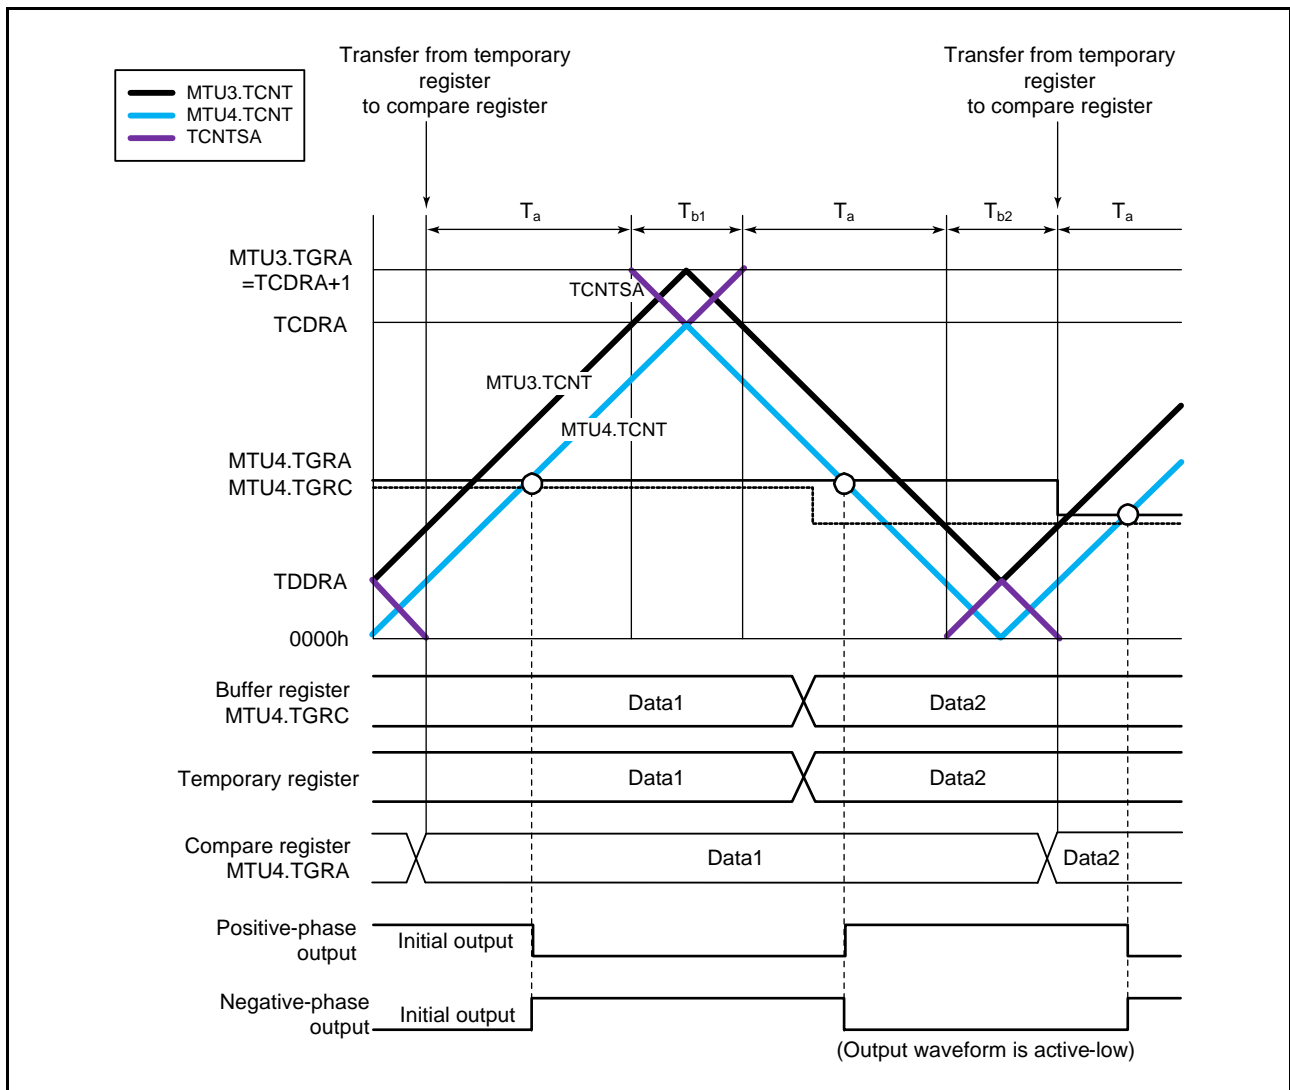 Transfer from temporary
register
to compare register
Transfer from temporary
register
to compare register
MTU3.TCNT
MTU4.TCNT
TCNTSA
Ta
Tb1
Ta
Tb2
Ta
MTU3.TGRA
=TCDRA+1
TCNTSA
TCDRA
MTU3.TCNT
MTU4.TCNT
MTU4.TGRA
MTU4.TGRC
TDDRA
0000h
Buffer register
MTU4.TGRC
Data1
Data2
Temporary register
Data1
Data2
Compare register
MTU4.TGRA
Data1
Data2
Positive-phase
output
Initial output
Negative-phase
output
Initial output
(Output waveform is active-low)